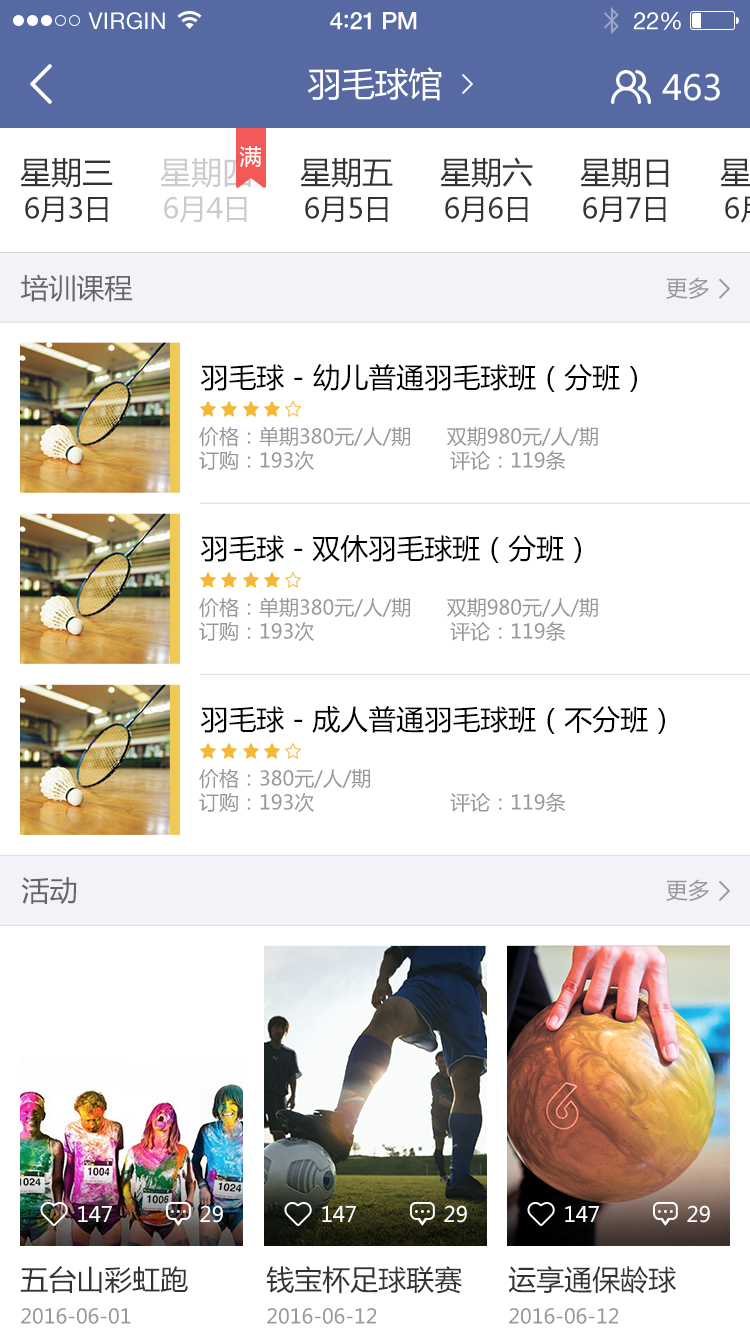 VIRGIN 4:21 PM 22%
羽毛球馆 463
满
星期三 星期四 星期五 星期六 星期日 星
6月3日 6月4日 6月5日 6月6日 6月7日 6月
培训课程 更多
羽毛球 - 幼儿普通羽毛球班 ( 分班 )
价格：单期380元/人/期 双期980元/人/期
订购：193次 评论：119条
羽毛球 - 双休羽毛球班 ( 分班 )
价格：单期380元/人/期 双期980元/人/期
订购：193次 评论：119条
羽毛球 - 成人普通羽毛球班 ( 不分班 )
价格：380元/人/期
订购：193次 评论：119条
活动 更多
1024 1004 1006 1024
6
147 29 147 29 147 29
五台山彩虹跑 钱宝杯足球联赛 运享通保龄球
2016-06-01 2016-06-12 2016-06-12